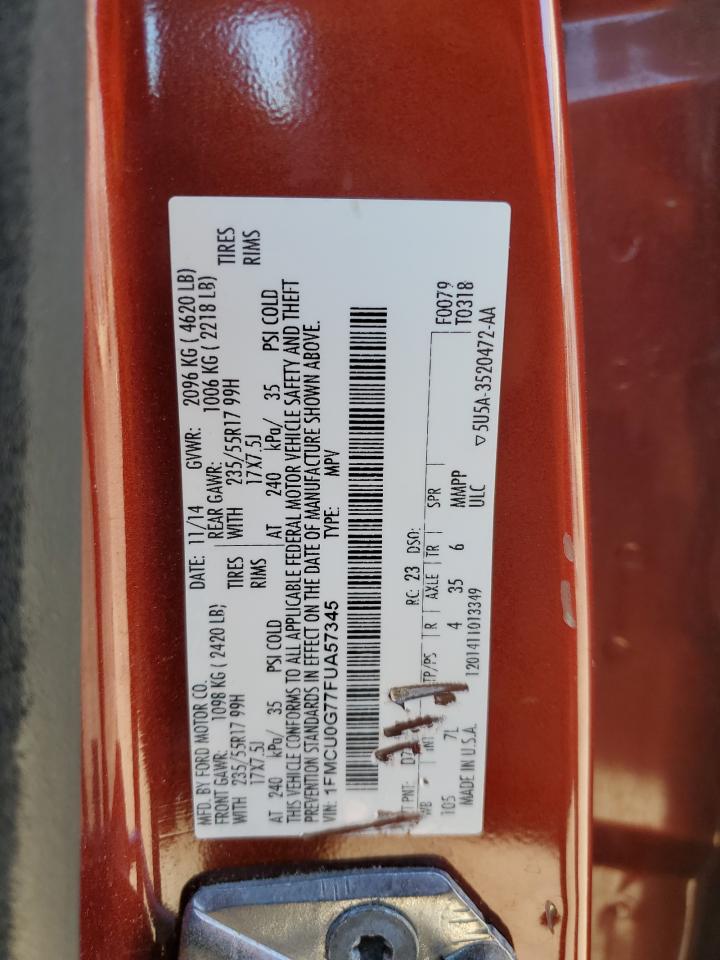 MFD. BY FORD MOTOR CO.
DATE: 11/14 GVWR: 2096 KG ( 4620 LB)
FRONT GAWR: 1098 KG ( 2420 LB) REAR GAWR: 1006 KG ( 2218 LB)
WITH 235/55R17 99H TIRES WITH 235/55R17 99H TIRES
17X7.5J RIMS 17X7.5J RIMS
AT 240 kPa/ 35 PSI COLD AT 240 kPa/ 35 PSI COLD
THIS VEHICLE CONFORMS TO ALL APPLICABLE FEDERAL MOTOR VEHICLE SAFETY AND THEFT
PREVENTION STANDARDS IN EFFECT ON THE DATE OF MANUFACTURE SHOWN ABOVE.
VIN: 1FMCU0G77FUA57345 TYPE: MPV
PNT: RC: 23 DSO:
WB INT TP/PS R AXLE TR SPR F0079
105 7L 4 35 6 MMPP T0318
MADE IN U.S.A. 1201411013349 ULC ▽5U5A-3520472-AA